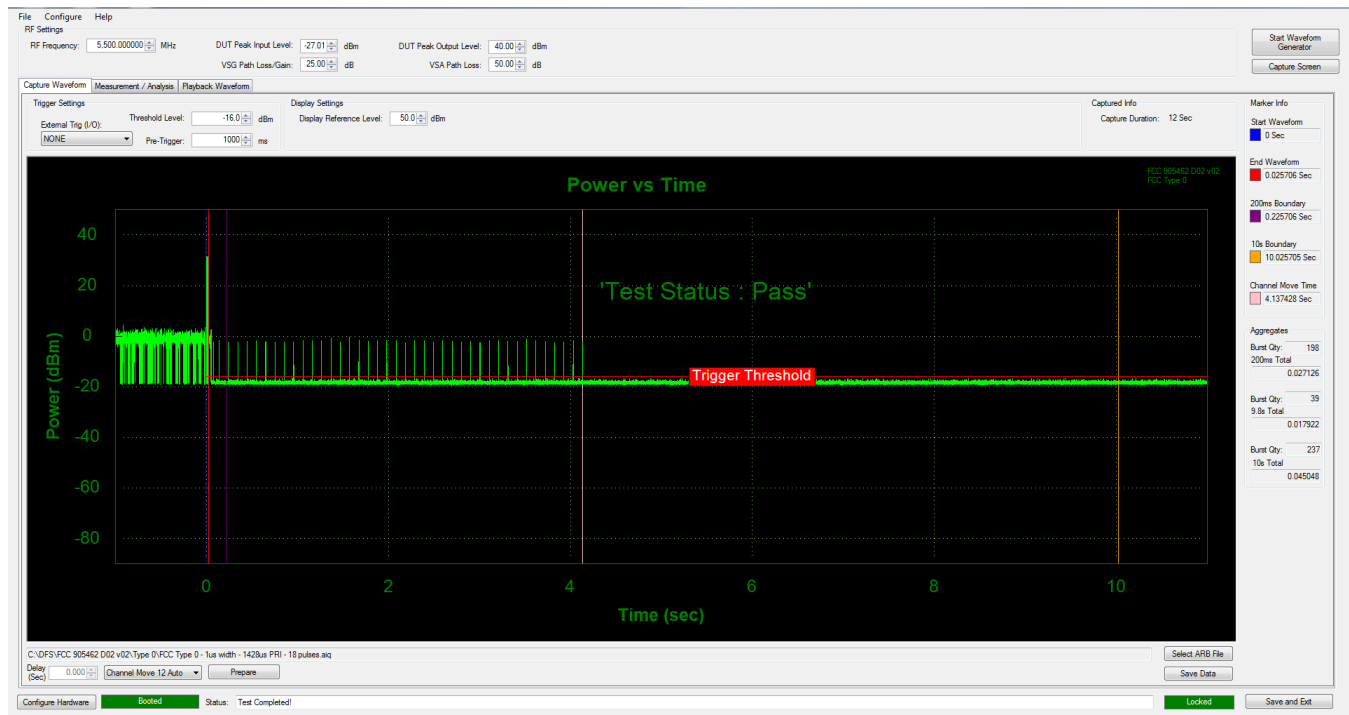 File Configure Help
RF Settings
RF Frequency: 5,500.000000 MHz DUT Peak Input Level: -27.01 dBm DUT Peak Output Level: 40.00 dBm
VSG Path Loss/Gain: 25.00 dB VSA Path Loss: 50.00 dB
Start Waveform
Generator
Capture Screen
Capture Waveform Measurement / Analysis Playback Waveform
Trigger Settings
External Trig (I/O):
NONE
Threshold Level: -16.0 dBm
Pre-Trigger: 1000 ms
Display Settings
Display Reference Level: 50.0 dBm
Captured Info
Capture Duration: 12 Sec
Marker Info
Start Waveform
0 Sec
End Waveform
0.025706 Sec
200ms Boundary
0.225706 Sec
10s Boundary
10.025705 Sec
Channel Move Time
4.137428 Sec
Aggregates
Burst Qty: 198
200ms Total
0.027126
Burst Qty: 39
9.8s Total
0.017922
Burst Qty: 237
10s Total
0.045048
Power vs Time
FCC 905462 D02 v02
FCC Type 0
'Test Status : Pass'
Trigger Threshold
Power (dBm)
40
20
0
-20
-40
-60
-80
0 2 4 6 8 10
Time (sec)
C:\DFS\FCC 905462 D02 v02\Type 0\FCC Type 0 - 1us width - 1428us PRI - 18 pulses.aiq
Select ARB File
Delay
(Sec) 0.000 Channel Move 12 Auto Prepare
Save Data
Configure Hardware Booted Status: Test Completed! Locked Save and Exit